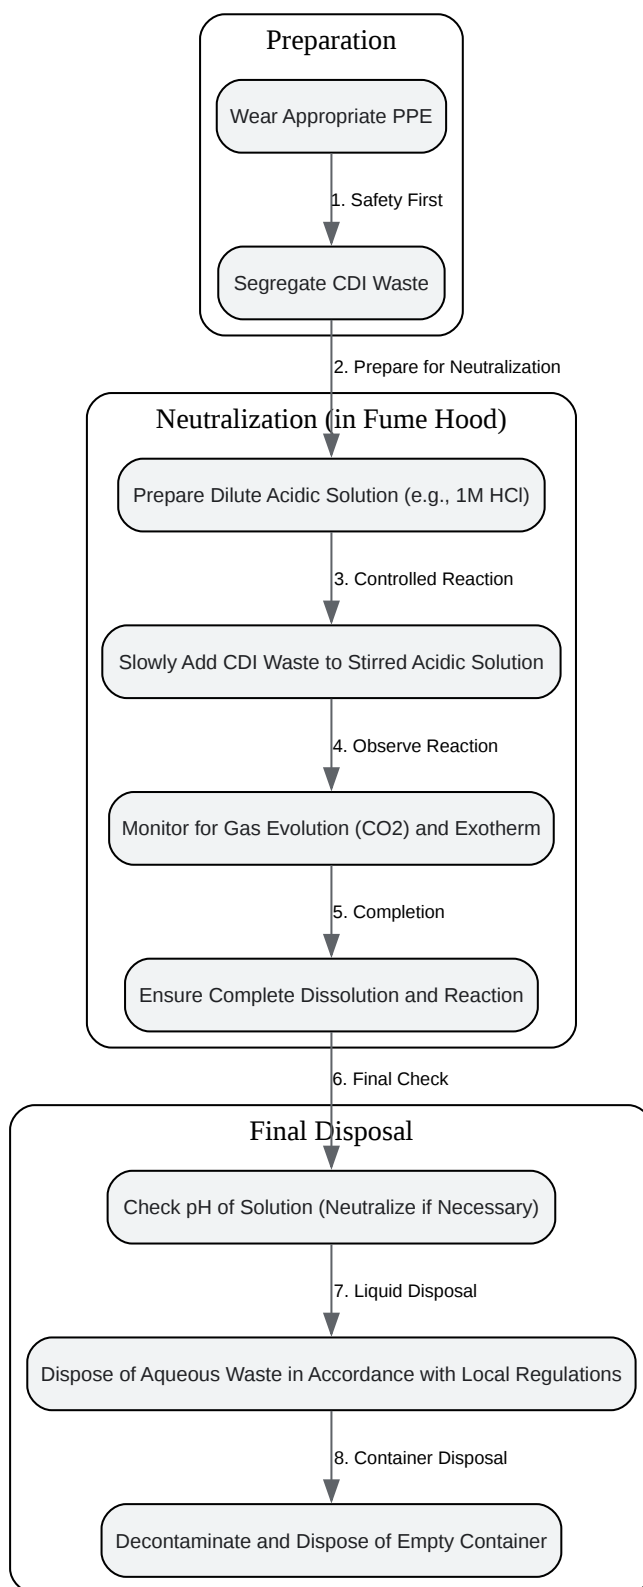 Preparation
Wear Appropriate PPE
1. Safety First
Segregate CDI Waste
2. Prepare for Neutralization
Neutralization (in Fume Hood)
Prepare Dilute Acidic Solution (e.g., 1M HCl)
3. Controlled Reaction
Slowly Add CDI Waste to Stirred Acidic Solution
4. Observe Reaction
Monitor for Gas Evolution (CO2) and Exotherm
5. Completion
Ensure Complete Dissolution and Reaction
6. Final Check
Final Disposal
Check pH of Solution (Neutralize if Necessary)
7. Liquid Disposal
Dispose of Aqueous Waste in Accordance with Local Regulations
8. Container Disposal
Decontaminate and Dispose of Empty Container